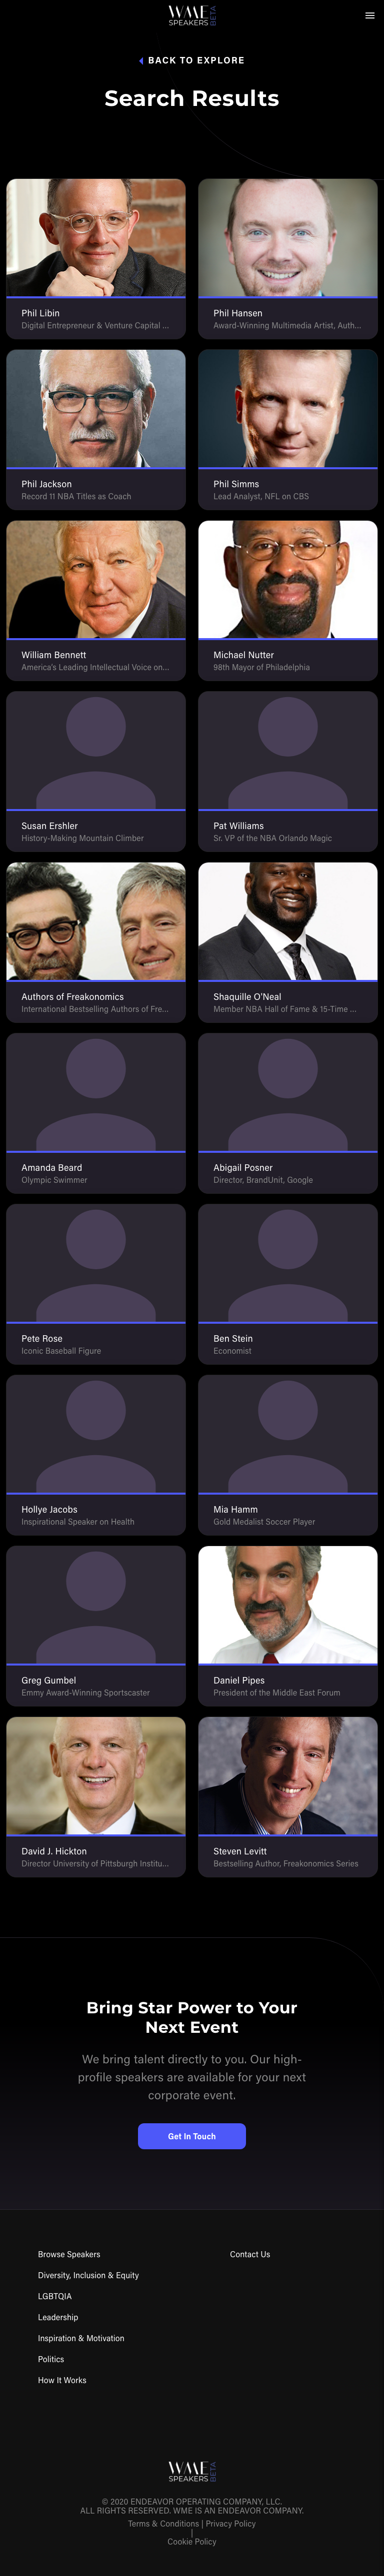 WME
SPEAKERS BETA
BACK TO EXPLORE
Search Results
Phil Libin
Digital Entrepreneur & Venture Capital ...
Phil Hansen
Award-Winning Multimedia Artist, Auth...
Phil Jackson
Record 11 NBA Titles as Coach
Phil Simms
Lead Analyst, NFL on CBS
William Bennett
America's Leading Intellectual Voice on...
Michael Nutter
98th Mayor of Philadelphia
Susan Ershler
History-Making Mountain Climber
Pat Williams
Sr. VP of the NBA Orlando Magic
Authors of Freakonomics
International Bestselling Authors of Fre...
Shaquille O'Neal
Member NBA Hall of Fame & 15-Time ...
Amanda Beard
Olympic Swimmer
Abigail Posner
Director, BrandUnit, Google
Pete Rose
Iconic Baseball Figure
Ben Stein
Economist
Hollye Jacobs
Inspirational Speaker on Health
Mia Hamm
Gold Medalist Soccer Player
Greg Gumbel
Emmy Award-Winning Sportscaster
Daniel Pipes
President of the Middle East Forum
David J. Hickton
Director University of Pittsburgh Institu...
Steven Levitt
Bestselling Author, Freakonomics Series
Bring Star Power to Your
Next Event
We bring talent directly to you. Our high-
profile speakers are available for your next
corporate event.
Get In Touch
Browse Speakers
Diversity, Inclusion & Equity
LGBTQIA
Leadership
Inspiration & Motivation
Politics
How It Works
Contact Us
WME
SPEAKERS BETA
© 2020 ENDEAVOR OPERATING COMPANY, LLC.
ALL RIGHTS RESERVED. WME IS AN ENDEAVOR COMPANY.
Terms & Conditions | Privacy Policy
|
Cookie Policy